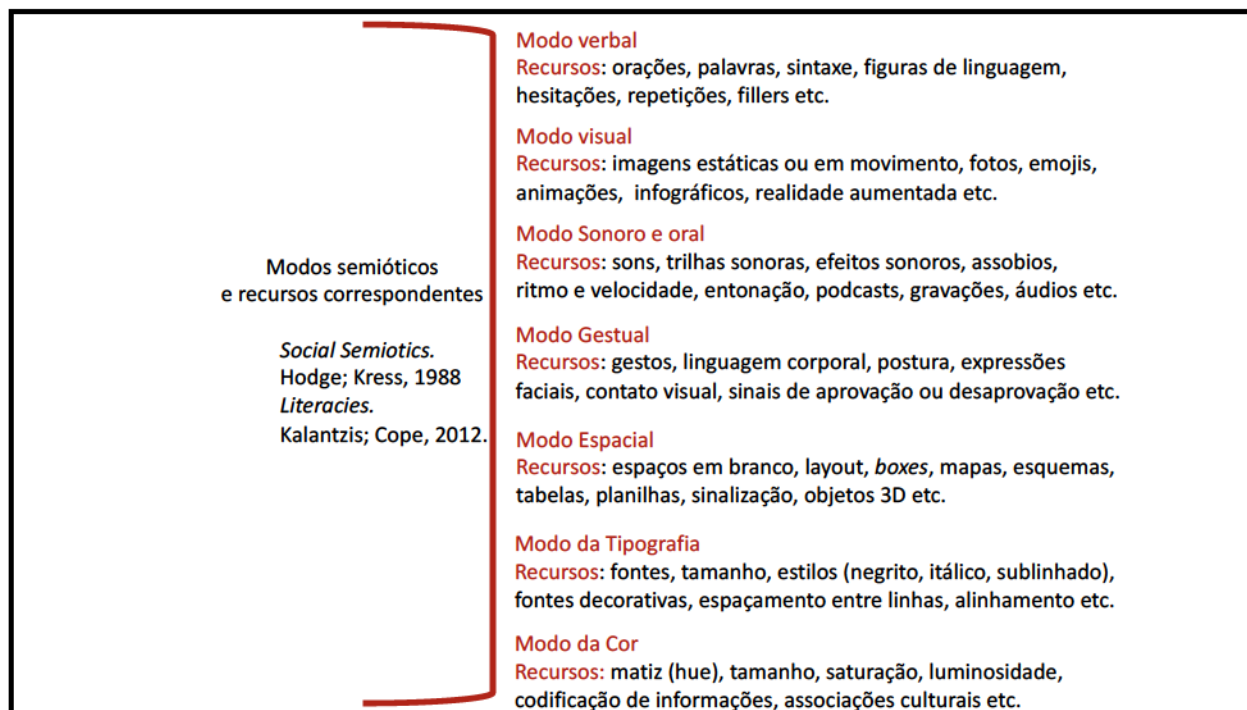 Modo verbal
Recursos: orações, palavras, sintaxe, figuras de linguagem,
hesitações, repetições, fillers etc.
Modo visual
Recursos: imagens estáticas ou em movimento, fotos, emojis,
animações, infográficos, realidade aumentada etc.
Modo Sonoro e oral
Recursos: sons, trilhas sonoras, efeitos sonoros, assobios,
ritmo e velocidade, entonação, podcasts, gravações, áudios etc.
Modos semióticos
e recursos correspondentes
Social Semiotics.
Hodge; Kress, 1988
Literacies.
Kalantzis; Cope, 2012.
Modo Gestual
Recursos: gestos, linguagem corporal, postura, expressões
faciais, contato visual, sinais de aprovação ou desaprovação etc.
Modo Espacial
Recursos: espaços em branco, layout, boxes, mapas, esquemas,
tabelas, planilhas, sinalização, objetos 3D etc.
Modo da Tipografia
Recursos: fontes, tamanho, estilos (negrito, itálico, sublinhado),
fontes decorativas, espaçamento entre linhas, alinhamento etc.
Modo da Cor
Recursos: matiz (hue), tamanho, saturação, luminosidade,
codificação de informações, associações culturais etc.